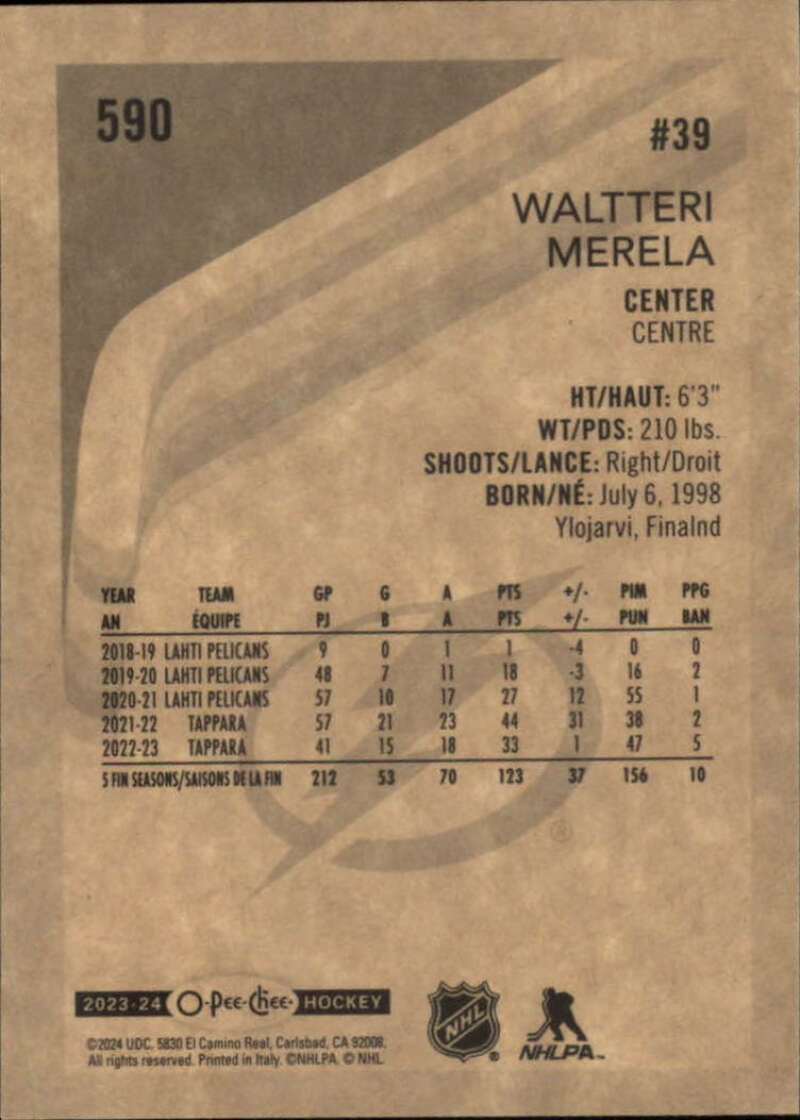 590
#39
WALTTERI
MERELA
CENTER
CENTRE
HT/HAUT: 6'3"
WT/PDS: 210 lbs.
SHOOTS/LANCE: Right/Droit
BORN/NÉ: July 6, 1998
Ylojarvi, Finalnd
YEAR TEAM GP G A PTS +/- PIM PPG
AN ÉQUIPE PJ B A PTS +/- PUN BAN
2018-19 LAHTI PELICANS 9 0 1 1 -4 0 0
2019-20 LAHTI PELICANS 48 7 11 18 -3 16 2
2020-21 LAHTI PELICANS 57 10 17 27 12 55 1
2021-22 TAPPARA 57 21 23 44 31 38 2
2022-23 TAPPARA 41 15 18 33 1 47 5
5 FIN SEASONS/SAISONS DE LA FIN 212 53 70 123 37 156 10
®
2023-24 O-Pee-Chee HOCKEY
©2024 UDC. 5830 El Camino Real, Carlsbad, CA 92008.
All rights reserved. Printed in Italy. ©NHLPA. © NHL
NHL ®
NHLPA™